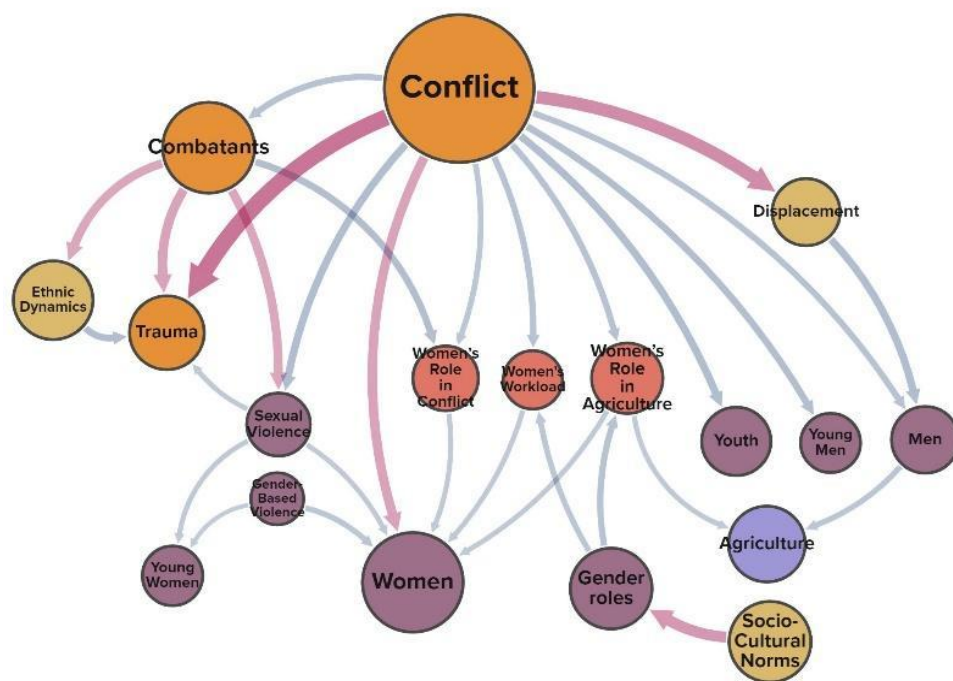 Conflict
Combatants
Displacement
Ethnic
Dynamics
Trauma
Women's
Role
in
Conflict
Women's
Workload
Women's
Role
in
Agriculture
Sexual
Violence
Youth
Young
Men
Men
Gender-
Based
Violence
Agriculture
Young
Women
Women
Gender
roles
Socio-
Cultural
Norms